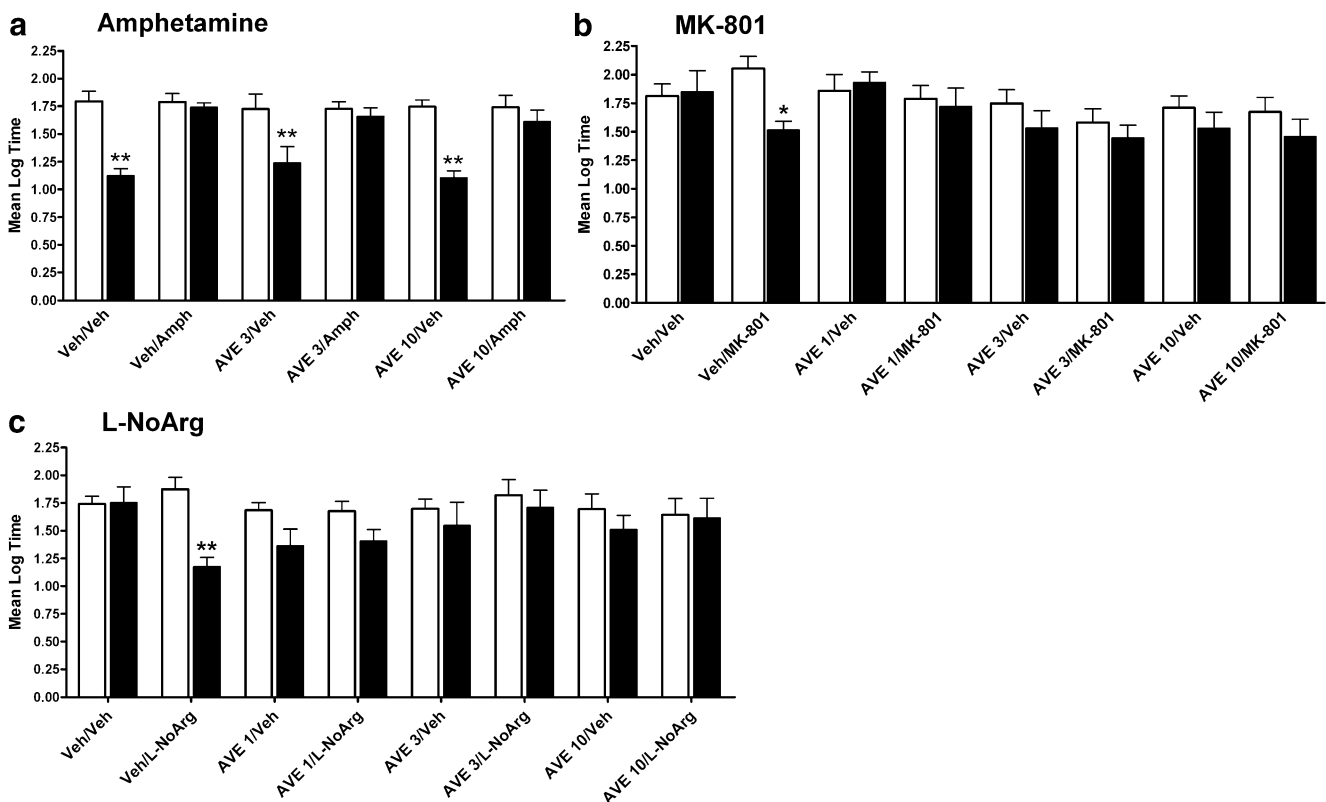 a Amphetamine
Mean Log Time
2.25
2.00
1.75
1.50
1.25
1.00
0.75
0.50
0.25
0.00
**
**
**
Veh/Veh
Veh/Amph
AVE 3/Veh
AVE 3/Amph
AVE 10/Veh
AVE 10/Amph
b MK-801
Mean Log Time
2.25
2.00
1.75
1.50
1.25
1.00
0.75
0.50
0.25
0.00
*
Veh/Veh
Veh/MK-801
AVE 1/Veh
AVE 1/MK-801
AVE 3/Veh
AVE 3/MK-801
AVE 10/Veh
AVE 10/MK-801
c L-NoArg
Mean Log Time
2.25
2.00
1.75
1.50
1.25
1.00
0.75
0.50
0.25
0.00
**
Veh/Veh
Veh/L-NoArg
AVE 1/Veh
AVE 1/L-NoArg
AVE 3/Veh
AVE 3/L-NoArg
AVE 10/Veh
AVE 10/L-NoArg